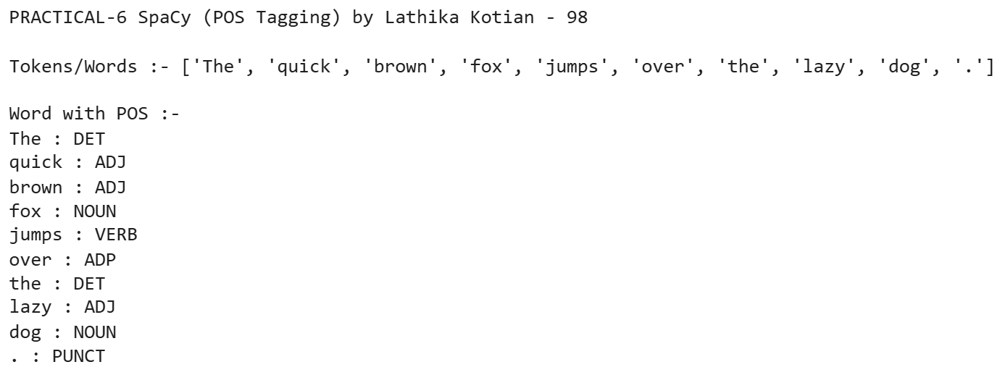 PRACTICAL-6 SpaCy (POS Tagging) by Lathika Kotian - 98
Tokens/Words :- ['The', 'quick', 'brown', 'fox', 'jumps', 'over', 'the', 'lazy', 'dog', '.']
Word with POS :-
The : DET
quick : ADJ
brown : ADJ
fox : NOUN
jumps : VERB
over : ADP
the : DET
lazy : ADJ
dog : NOUN
. : PUNCT